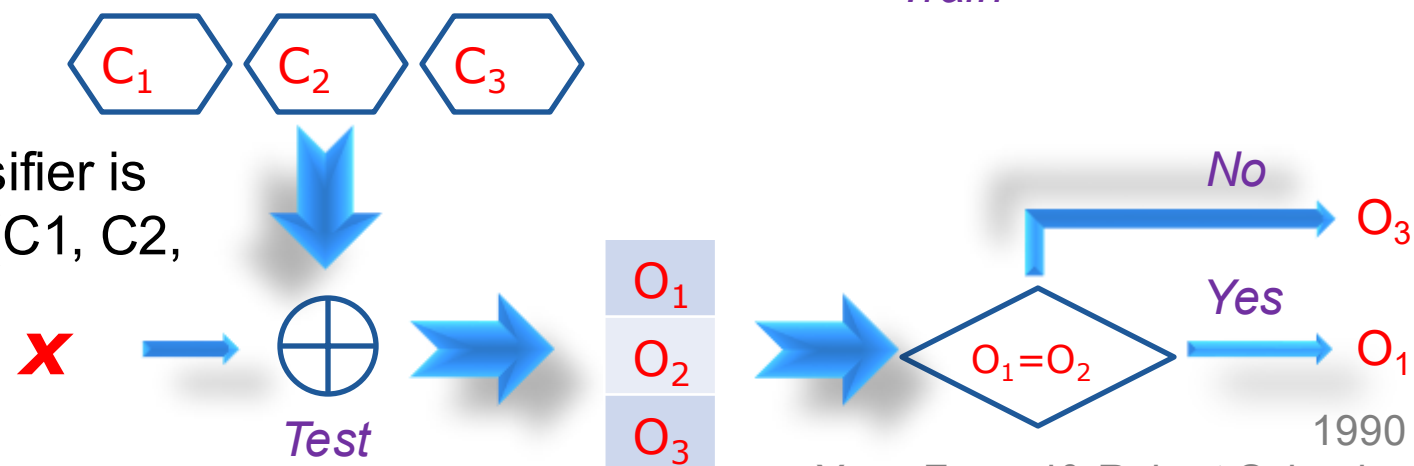 C₁ C₂ C₃
sifier is
C1, C2,
x
Test
O₁
O₂
O₃
O₁=O₂
No
O₃
Yes
O₁
1990